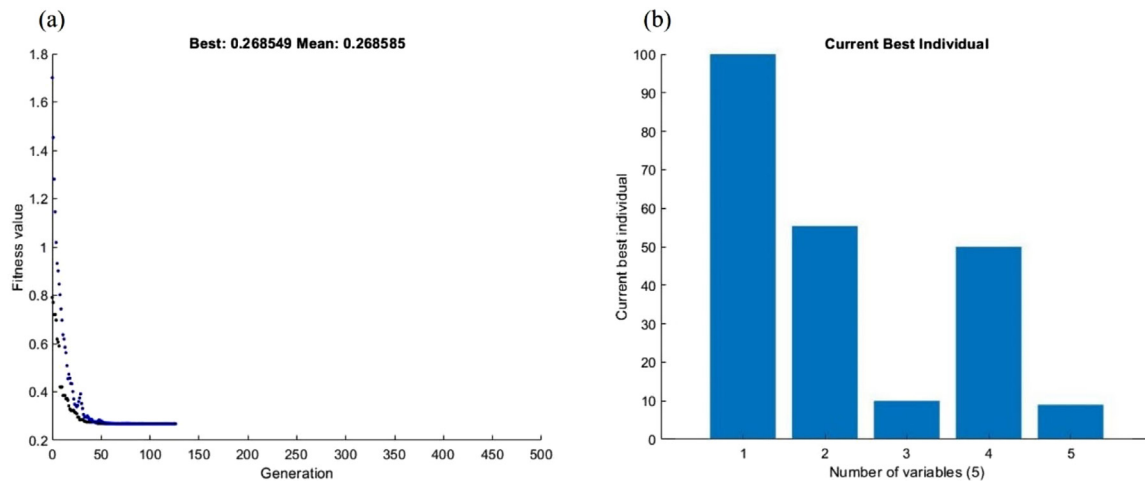 (a)
Best: 0.268549 Mean: 0.268585
1.8
1.6
1.4
1.2
1
0.8
0.6
0.4
0.2
Fitness value
0 50 100 150 200 250 300 350 400 450 500
Generation
(b)
Current Best Individual
100
90
80
70
60
50
40
30
20
10
0
Current best individual
1 2 3 4 5
Number of variables (5)